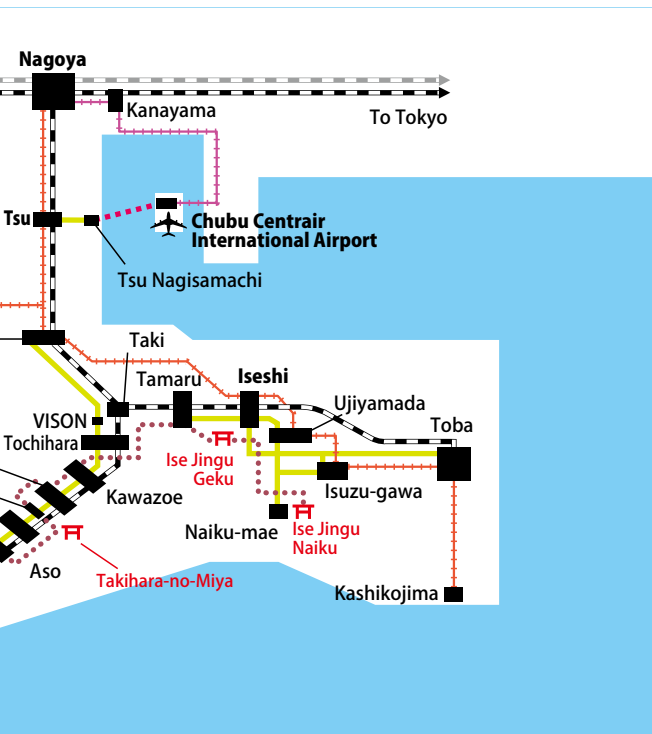 Nagoya
Kanayama
To Tokyo
Tsu
Chubu Centrair
International Airport
Tsu Nagisamachi
Taki
Tamaru
Iseshi
Ujiyamada
VISON
Toba
Tochihara
Ise Jingu
Geku
Isuzu-gawa
Kawazoe
Naiku-mae
Ise Jingu
Naiku
Aso
Takihara-no-Miya
Kashikojima